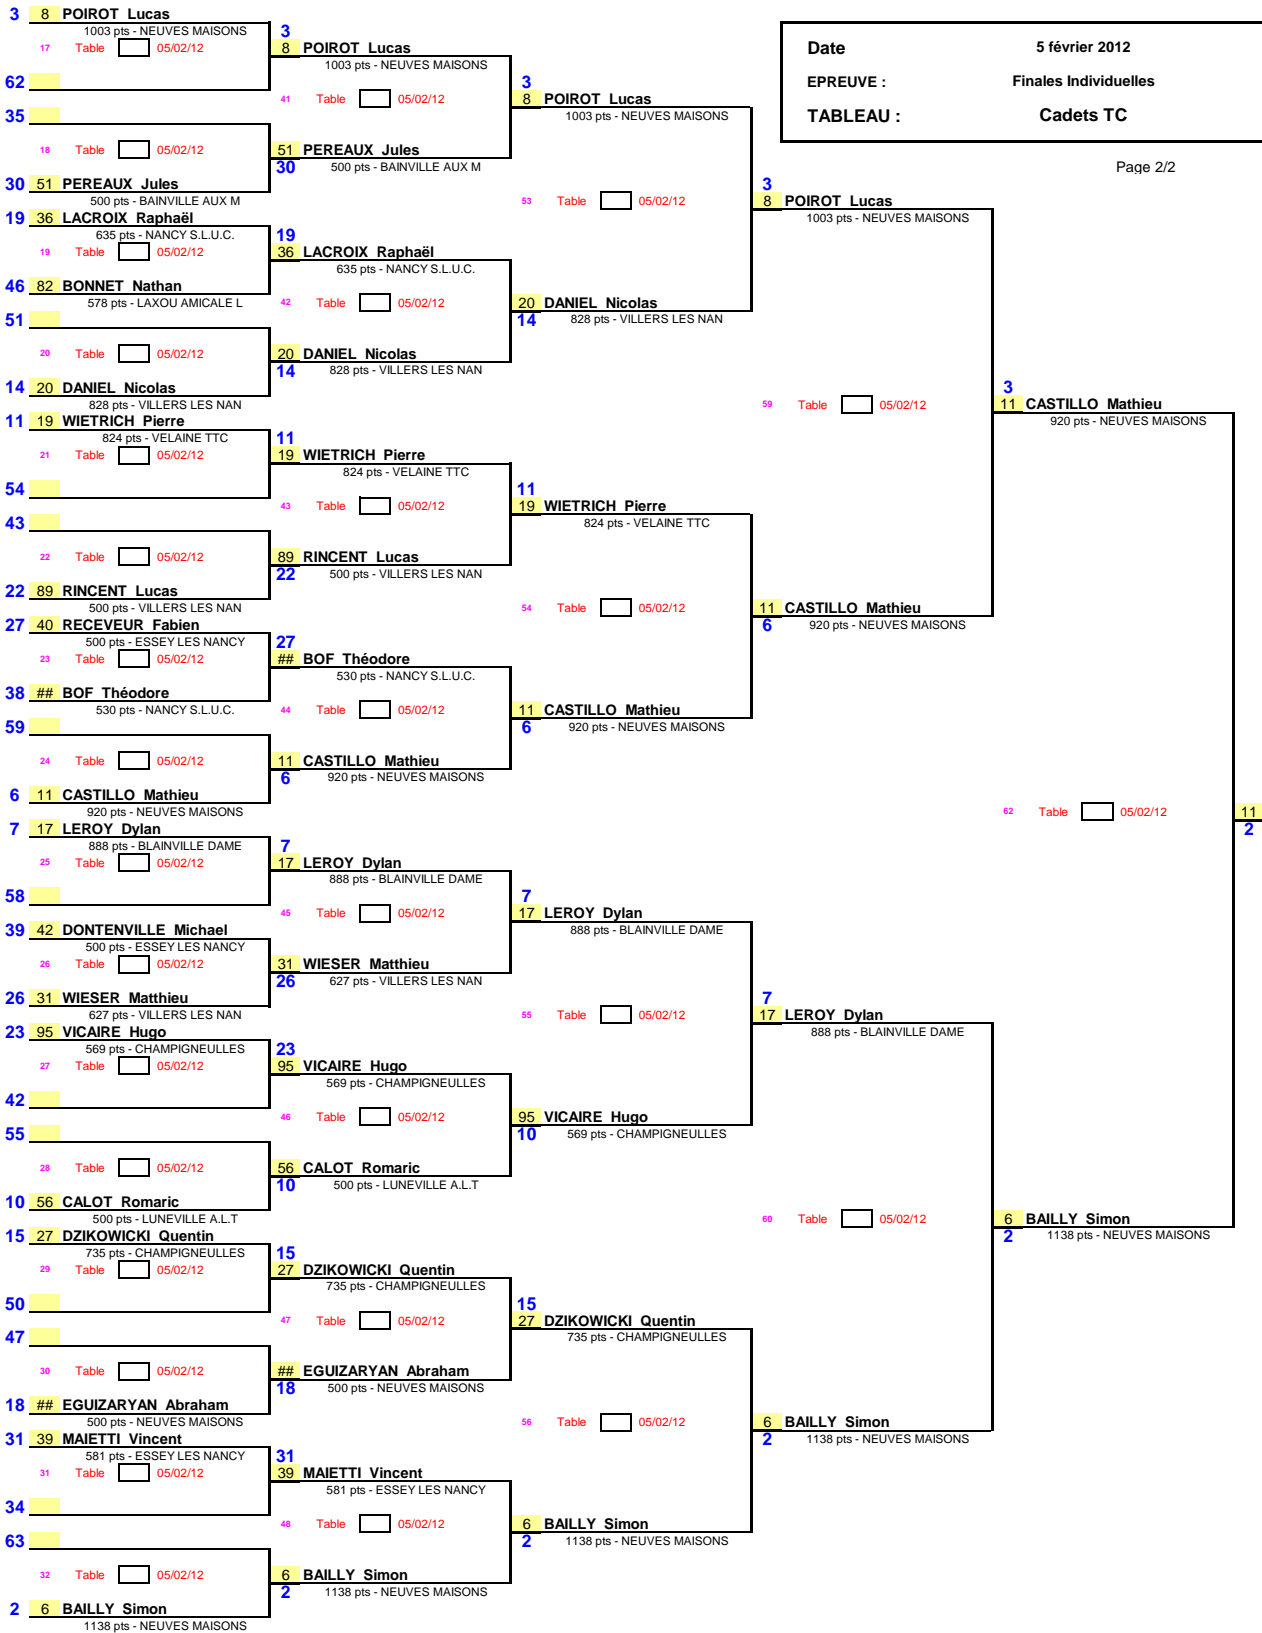 Date 5 février 2012
EPREUVE : Finales Individuelles
TABLEAU : Cadets TC
Page 2/2
3 8 POIROT Lucas
1003 pts - NEUVES MAISONS
17 Table 05/02/12
62
35
18 Table 05/02/12
30 51 PEREAUX Jules
500 pts - BAINVILLE AUX M
19 36 LACROIX Raphaël
635 pts - NANCY S.L.U.C.
19 Table 05/02/12
46 82 BONNET Nathan
578 pts - LAXOU AMICALE L
51
20 Table 05/02/12
14 20 DANIEL Nicolas
828 pts - VILLERS LES NAN
11 19 WIETRICH Pierre
824 pts - VELAINE TTC
21 Table 05/02/12
54
43
22 Table 05/02/12
22 89 RINCENT Lucas
500 pts - VILLERS LES NAN
27 40 RECEVEUR Fabien
500 pts - ESSEY LES NANCY
23 Table 05/02/12
38 ## BOF Théodore
530 pts - NANCY S.L.U.C.
59
24 Table 05/02/12
6 11 CASTILLO Mathieu
920 pts - NEUVES MAISONS
7 17 LEROY Dylan
888 pts - BLAINVILLE DAME
25 Table 05/02/12
58
39 42 DONTENVILLE Michael
500 pts - ESSEY LES NANCY
26 Table 05/02/12
26 31 WIESER Matthieu
627 pts - VILLERS LES NAN
23 95 VICAIRE Hugo
569 pts - CHAMPIGNEULLES
27 Table 05/02/12
42
55
28 Table 05/02/12
10 56 CALOT Romaric
500 pts - LUNEVILLE A.L.T
15 27 DZIKOWICKI Quentin
735 pts - CHAMPIGNEULLES
29 Table 05/02/12
50
47
30 Table 05/02/12
18 ## EGUIZARYAN Abraham
500 pts - NEUVES MAISONS
31 39 MAIETTI Vincent
581 pts - ESSEY LES NANCY
31 Table 05/02/12
34
63
32 Table 05/02/12
2 6 BAILLY Simon
1138 pts - NEUVES MAISONS
3
8 POIROT Lucas
1003 pts - NEUVES MAISONS
41 Table 05/02/12
51 PEREAUX Jules
30 500 pts - BAINVILLE AUX M
19
36 LACROIX Raphaël
635 pts - NANCY S.L.U.C.
42 Table 05/02/12
20 DANIEL Nicolas
14 828 pts - VILLERS LES NAN
11
19 WIETRICH Pierre
824 pts - VELAINE TTC
43 Table 05/02/12
89 RINCENT Lucas
22 500 pts - VILLERS LES NAN
27
## BOF Théodore
530 pts - NANCY S.L.U.C.
44 Table 05/02/12
11 CASTILLO Mathieu
6 920 pts - NEUVES MAISONS
7
17 LEROY Dylan
888 pts - BLAINVILLE DAME
45 Table 05/02/12
31 WIESER Matthieu
26 627 pts - VILLERS LES NAN
23
95 VICAIRE Hugo
569 pts - CHAMPIGNEULLES
46 Table 05/02/12
56 CALOT Romaric
10 500 pts - LUNEVILLE A.L.T
15
27 DZIKOWICKI Quentin
735 pts - CHAMPIGNEULLES
47 Table 05/02/12
## EGUIZARYAN Abraham
18 500 pts - NEUVES MAISONS
31
39 MAIETTI Vincent
581 pts - ESSEY LES NANCY
48 Table 05/02/12
6 BAILLY Simon
2 1138 pts - NEUVES MAISONS
3
8 POIROT Lucas
1003 pts - NEUVES MAISONS
53 Table 05/02/12
20 DANIEL Nicolas
14 828 pts - VILLERS LES NAN
11
19 WIETRICH Pierre
824 pts - VELAINE TTC
54 Table 05/02/12
11 CASTILLO Mathieu
6 920 pts - NEUVES MAISONS
7
17 LEROY Dylan
888 pts - BLAINVILLE DAME
55 Table 05/02/12
95 VICAIRE Hugo
10 569 pts - CHAMPIGNEULLES
15
27 DZIKOWICKI Quentin
735 pts - CHAMPIGNEULLES
56 Table 05/02/12
6 BAILLY Simon
2 1138 pts - NEUVES MAISONS
3
8 POIROT Lucas
1003 pts - NEUVES MAISONS
59 Table 05/02/12
11 CASTILLO Mathieu
6 920 pts - NEUVES MAISONS
7
17 LEROY Dylan
888 pts - BLAINVILLE DAME
60 Table 05/02/12
6 BAILLY Simon
2 1138 pts - NEUVES MAISONS
3
11 CASTILLO Mathieu
920 pts - NEUVES MAISONS
62 Table 05/02/12
6 BAILLY Simon
2 1138 pts - NEUVES MAISONS
11
2